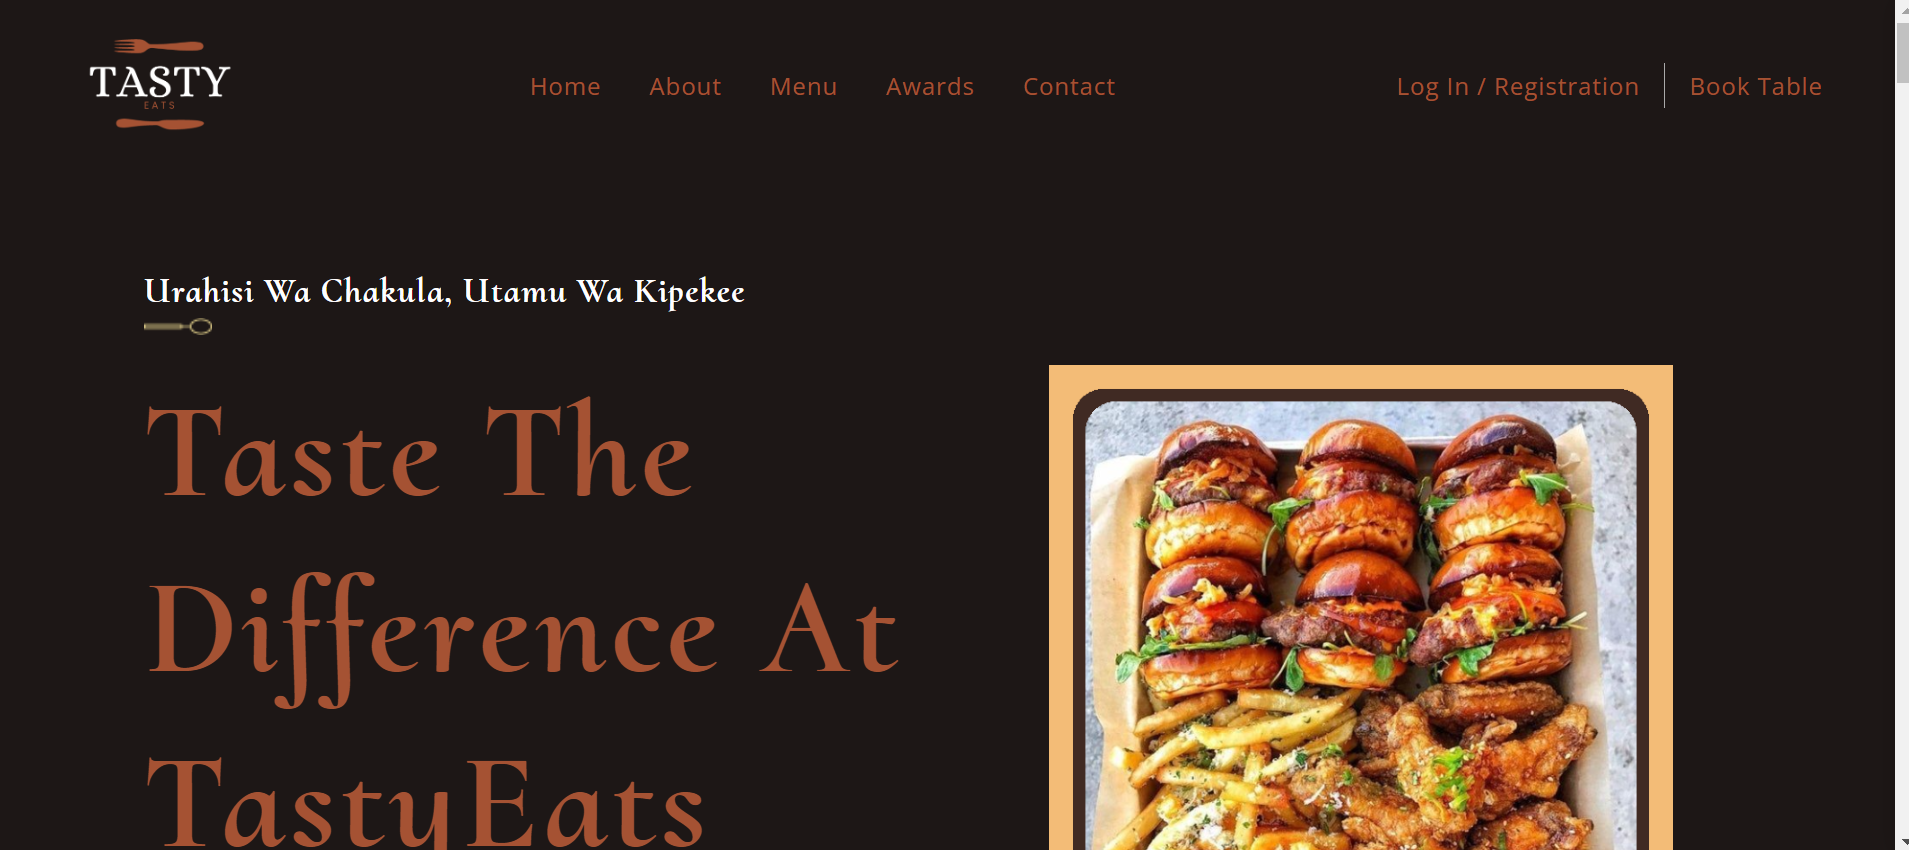 TASTY
EATS
Home
About
Menu
Awards
Contact
Log In / Registration
Book Table
Urahisi Wa Chakula, Utamu Wa Kipekee
Taste The
Difference At
TastyEats